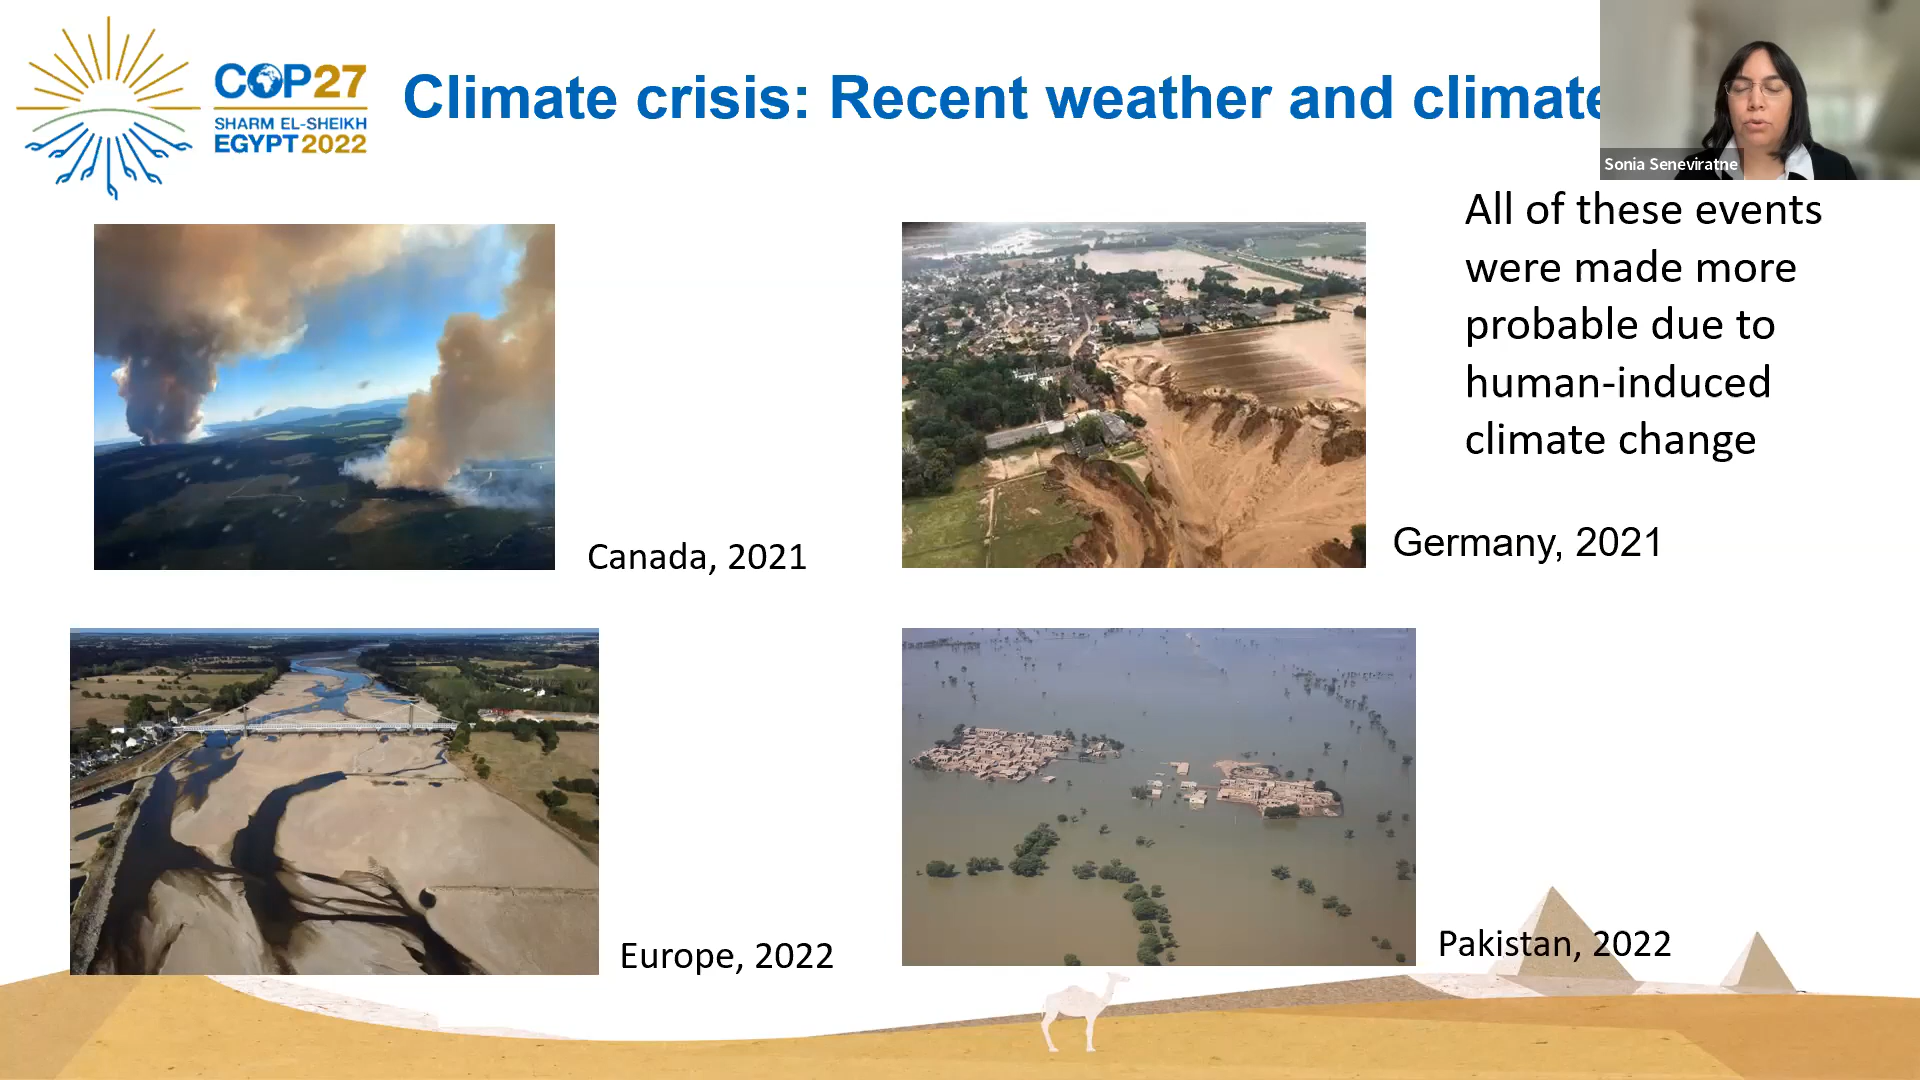 COP27
SHARM EL-SHEIKH
EGYPT 2022
Climate crisis: Recent weather and climate
Sonia Seneviratne
All of these events
were made more
probable due to
human-induced
climate change
Canada, 2021
Germany, 2021
Europe, 2022
Pakistan, 2022